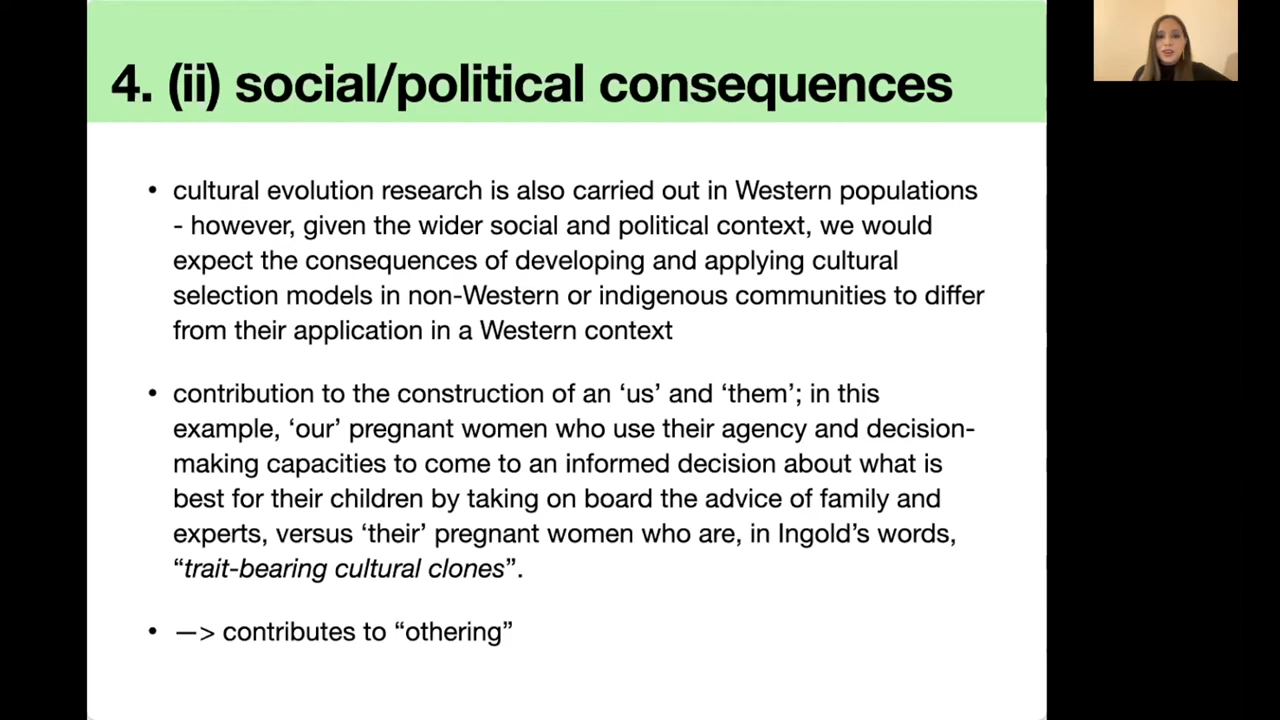 4. (ii) social/political consequences
• cultural evolution research is also carried out in Western populations
- however, given the wider social and political context, we would
expect the consequences of developing and applying cultural
selection models in non-Western or indigenous communities to differ
from their application in a Western context
• contribution to the construction of an ‘us’ and ‘them’; in this
example, ‘our’ pregnant women who use their agency and decision-
making capacities to come to an informed decision about what is
best for their children by taking on board the advice of family and
experts, versus ‘their’ pregnant women who are, in Ingold’s words,
“trait-bearing cultural clones”.
• —> contributes to “othering”